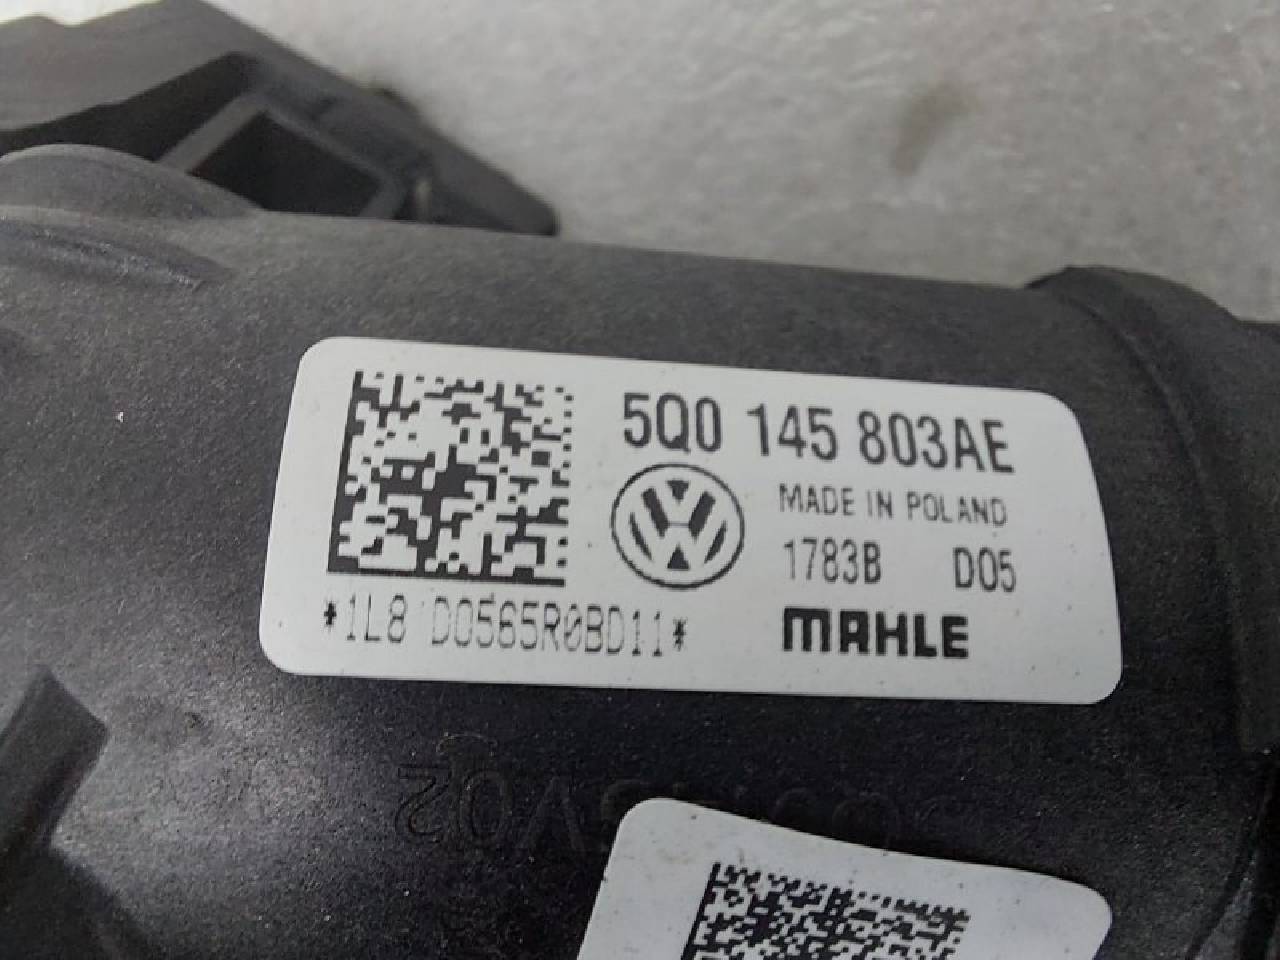 5Q0 145 803AE
MADE IN POLAND
1783B D05
MAHLE
*1L8 D0565R0BD11*